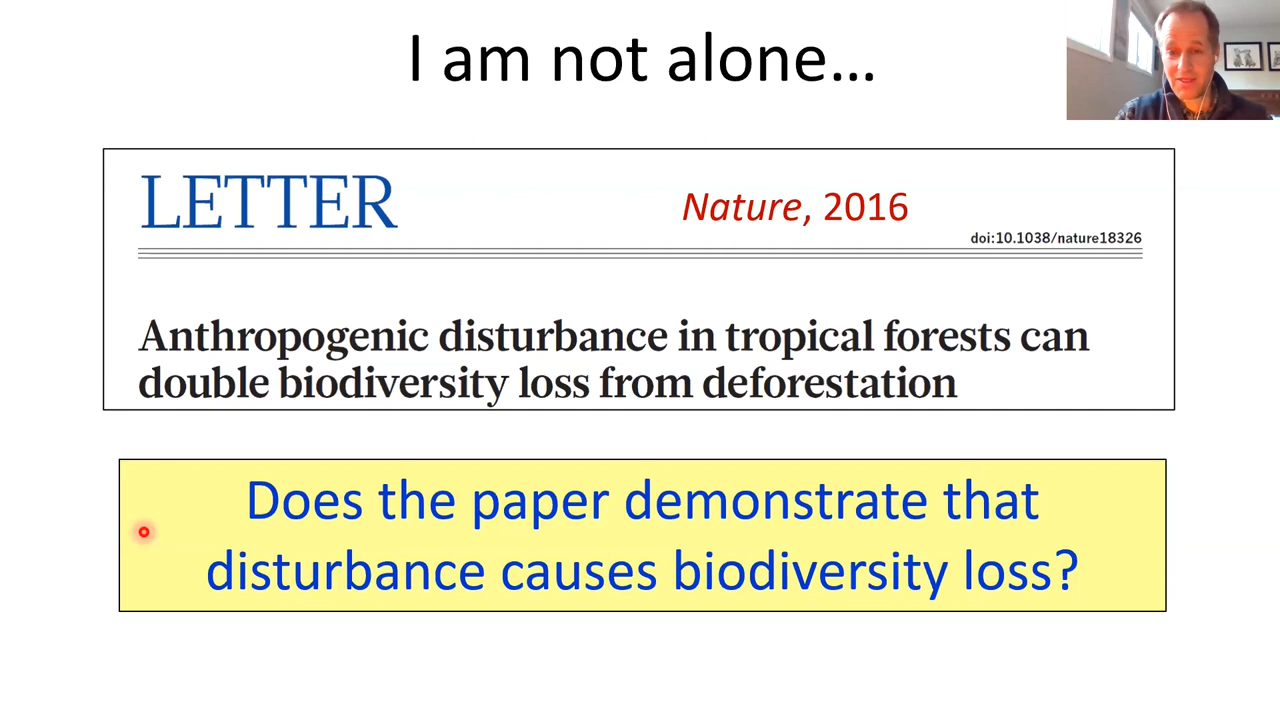 I am not alone...
LETTER
Nature, 2016
doi:10.1038/nature18326
Anthropogenic disturbance in tropical forests can
double biodiversity loss from deforestation
Does the paper demonstrate that
disturbance causes biodiversity loss?